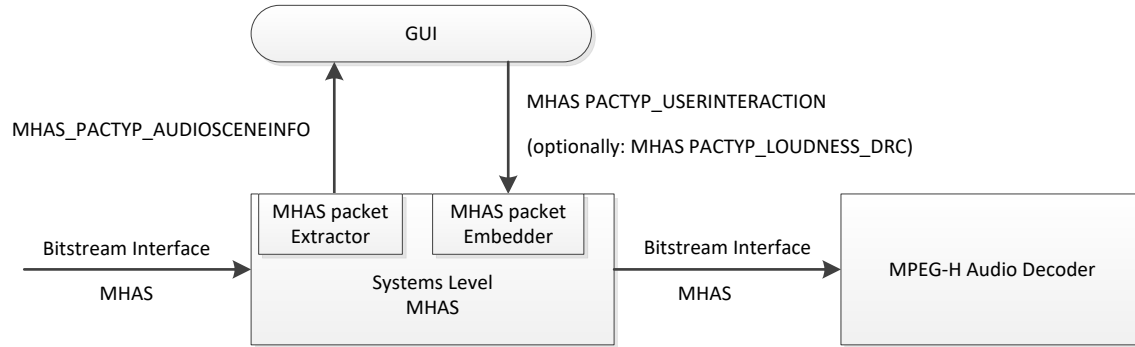 GUI
MHAS_PACTYP_AUDIOSCENEINFO
MHAS PACTYP_USERINTERACTION
(optionally: MHAS PACTYP_LOUDNESS_DRC)
MHAS packet
Extractor
MHAS packet
Embedder
Bitstream Interface
MHAS
Systems Level
MHAS
Bitstream Interface
MHAS
MPEG-H Audio Decoder